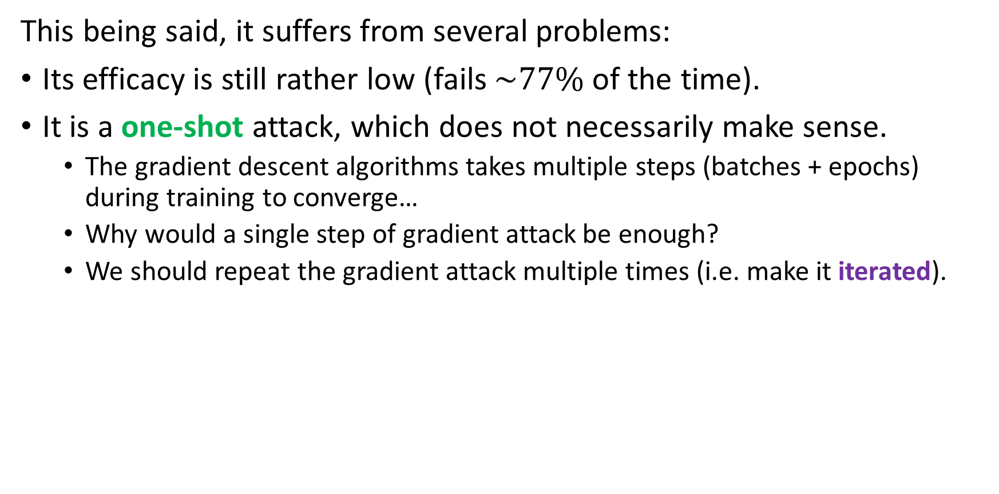 This being said, it suffers from several problems:
• Its efficacy is still rather low (fails ~77% of the time).
• It is a one-shot attack, which does not necessarily make sense.
• The gradient descent algorithms takes multiple steps (batches + epochs)
during training to converge…
• Why would a single step of gradient attack be enough?
• We should repeat the gradient attack multiple times (i.e. make it iterated).